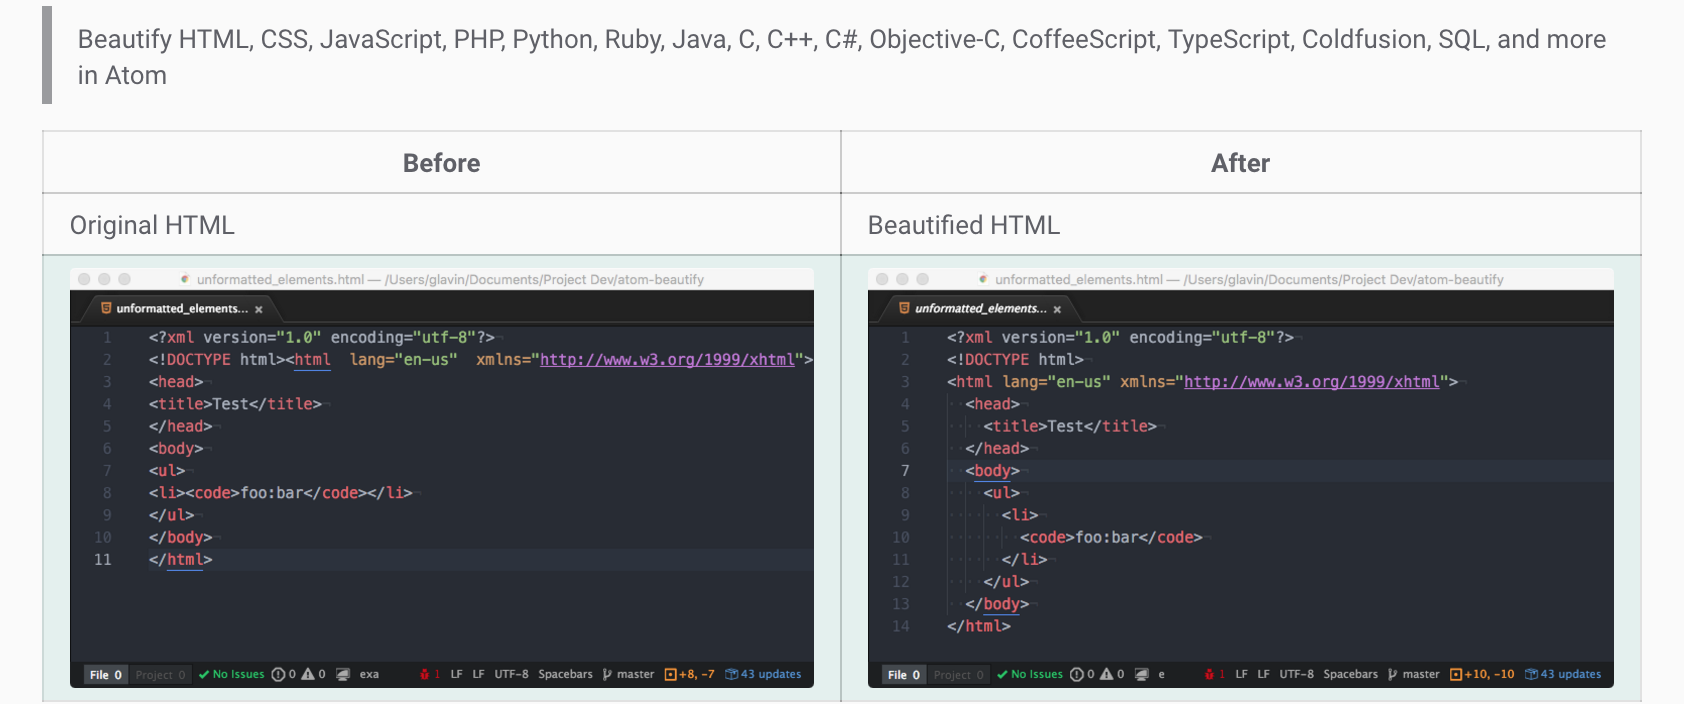 Beautify HTML, CSS, JavaScript, PHP, Python, Ruby, Java, C, C++, C#, Objective-C, CoffeeScript, TypeScript, Coldfusion, SQL, and more
in Atom
Before
After
Original HTML
Beautified HTML
unformatted_elements.html — /Users/glavin/Documents/Project Dev/atom-beautify
unformatted_elements... ×
1 <?xml version="1.0" encoding="utf-8"?>
2 <!DOCTYPE html><html  lang="en-us"  xmlns="http://www.w3.org/1999/xhtml">
3 <head>
4 <title>Test</title>
5 </head>
6 <body>
7 <ul>
8 <li><code>foo:bar</code></li>
9 </ul>
10 </body>
11 </html>
File 0 Project 0 No Issues 0 0 exa 1 LF LF UTF-8 Spacebars master +8, -7 43 updates
unformatted_elements.html — /Users/glavin/Documents/Project Dev/atom-beautify
unformatted_elements... ×
1 <?xml version="1.0" encoding="utf-8"?>
2 <!DOCTYPE html>
3 <html lang="en-us" xmlns="http://www.w3.org/1999/xhtml">
4   <head>
5     <title>Test</title>
6   </head>
7   <body>
8     <ul>
9       <li>
10         <code>foo:bar</code>
11       </li>
12     </ul>
13   </body>
14 </html>
File 0 Project 0 No Issues 0 0 e 1 LF LF UTF-8 Spacebars master +10, -10 43 updates